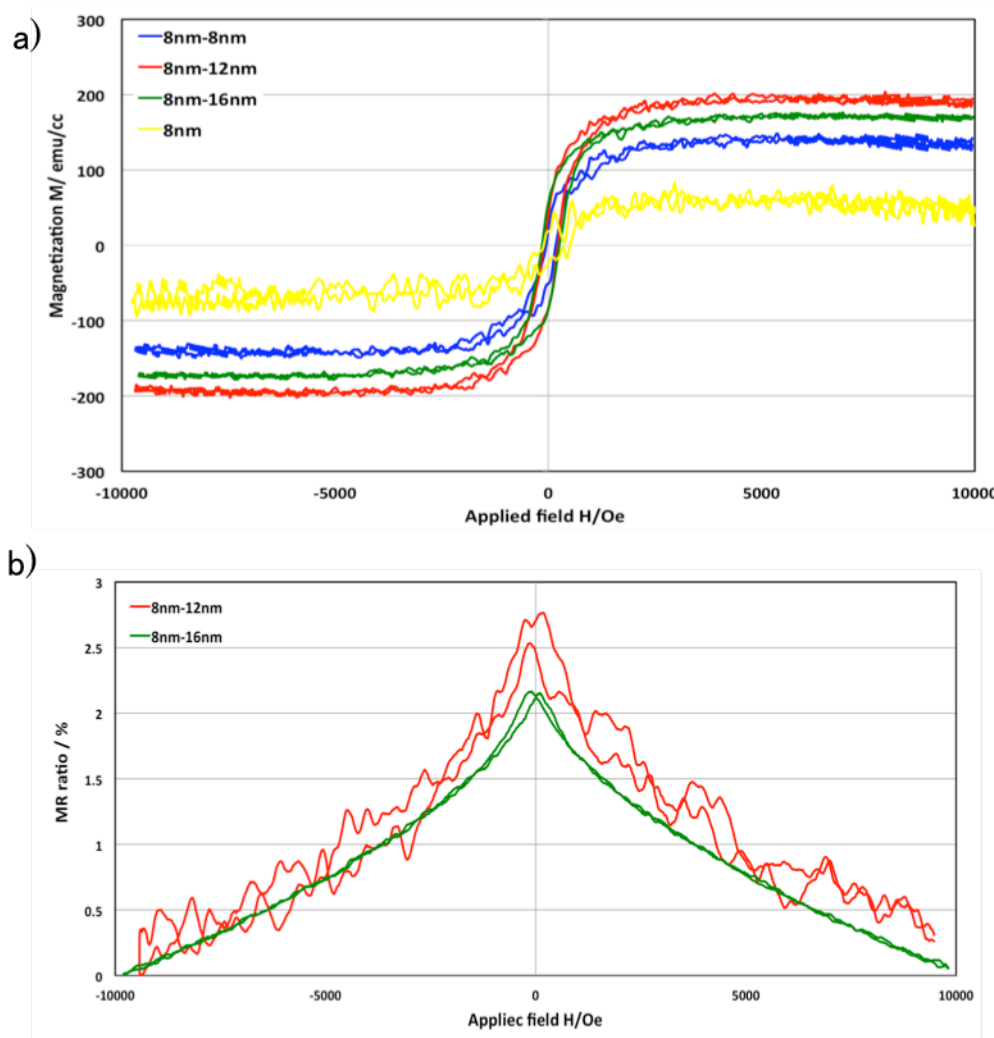 a)
300
200
100
0
-100
-200
-300
Magnetization M/ emu/cc
8nm-8nm
8nm-12nm
8nm-16nm
8nm
-10000 -5000 0 5000 10000
Applied field H/Oe
b)
3
2.5
2
1.5
1
0.5
0
MR ratio / %
8nm-12nm
8nm-16nm
-10000 -5000 0 5000 10000
Appliec field H/Oe